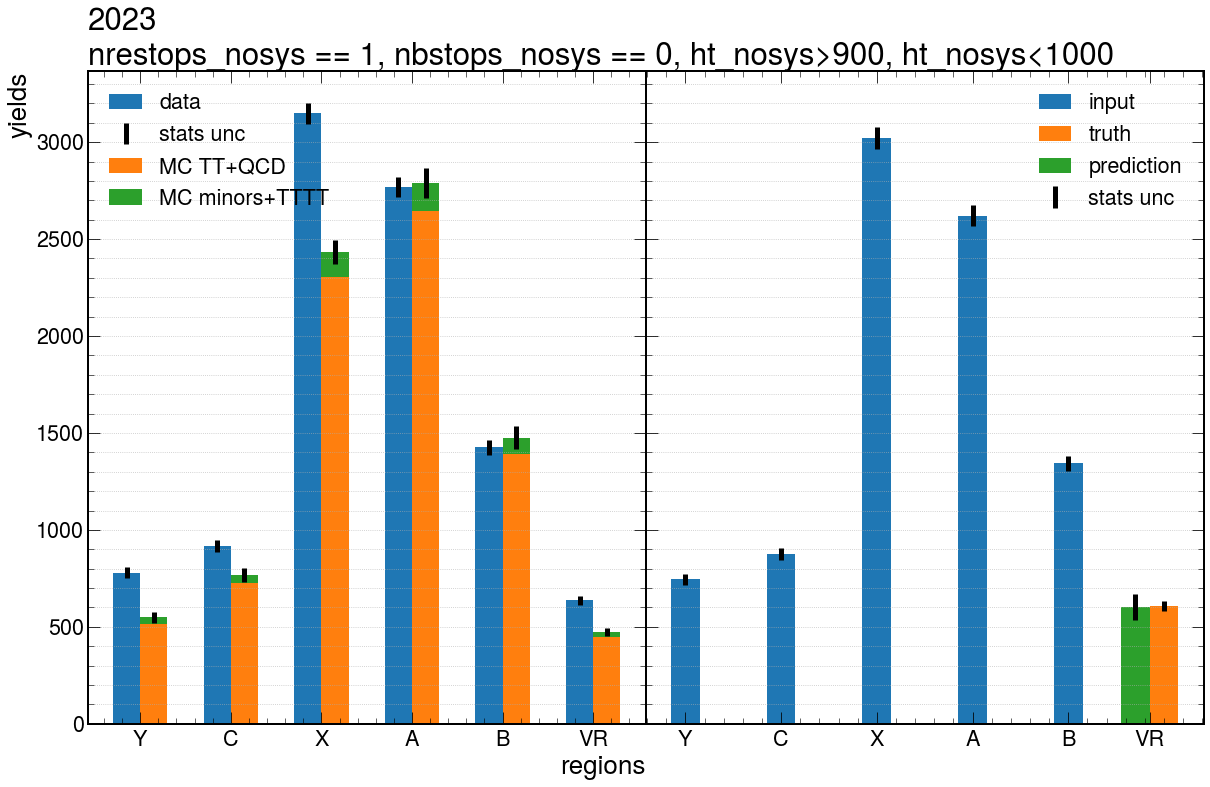 2023
nrestops_nosys == 1, nbstops_nosys == 0, ht_nosys>900, ht_nosys<1000
yields
data
stats unc
MC TT+QCD
MC minors+TTTT
input
truth
prediction
stats unc
3000
2500
2000
1500
1000
500
0
Y C X A B VR
Y C X A B VR
regions